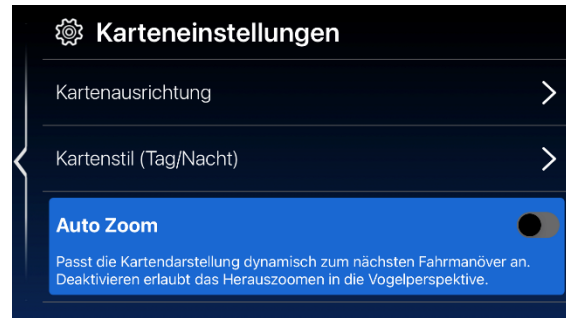 Karteneinstellungen
Kartenausrichtung
Kartenstil (Tag/Nacht)
Auto Zoom
Passt die Kartendarstellung dynamisch zum nächsten Fahrmanöver an.
Deaktivieren erlaubt das Herauszoomen in die Vogelperspektive.